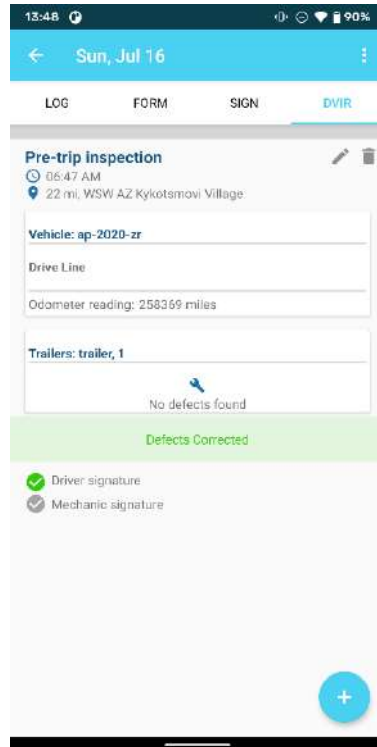 13:48
90%
Sun, Jul 16
LOG FORM SIGN DVIR
Pre-trip inspection
06:47 AM
22 mi, WSW AZ Kykotsmovi Village
Vehicle: ap-2020-zr
Drive Line
Odometer reading: 258369 miles
Trailers: trailer, 1
No defects found
Defects Corrected
Driver signature
Mechanic signature